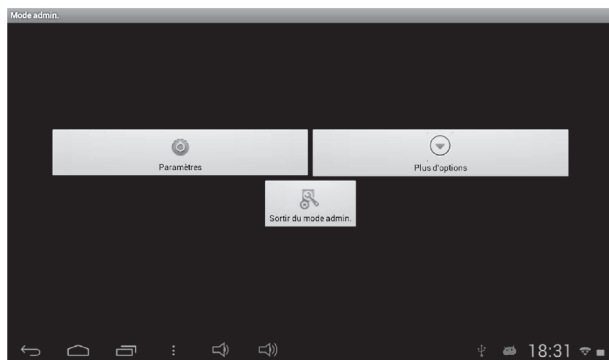 Mode admin.
Paramètres
Plus d'options
Sortir du mode admin.
18:31